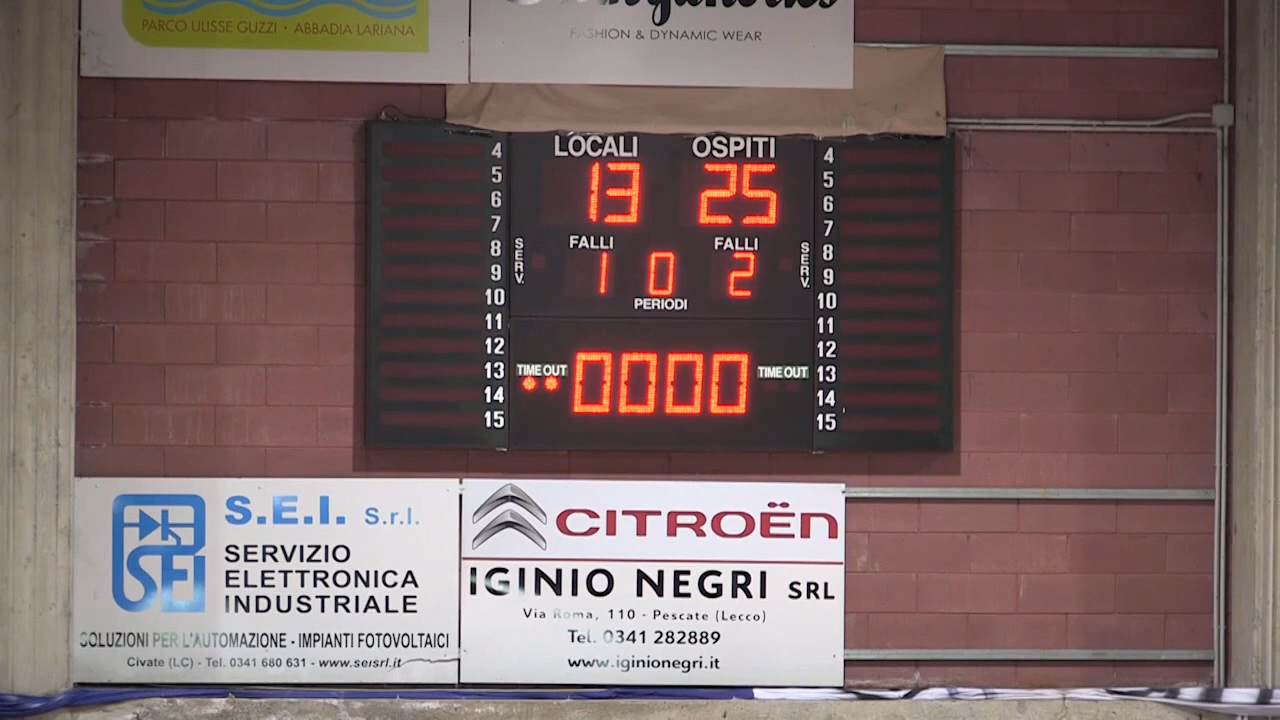 PARCO ULISSE GUZZI • ABBADIA LARIANA
FASHION & DYNAMIC WEAR
LOCALI OSPITI
13 25
FALLI FALLI
SERV. 1 0 2 SERV.
PERIODI
TIME OUT 0000 TIME OUT
4 4
5 5
6 6
7 7
8 8
9 9
10 10
11 11
12 12
13 13
14 14
15 15
SEI
S.E.I. S.r.l.
SERVIZIO
ELETTRONICA
INDUSTRIALE
SOLUZIONI PER L'AUTOMAZIONE - IMPIANTI FOTOVOLTAICI
Civate (LC) - Tel. 0341 680 631 - www.seisrl.it
CITROËN
IGINIO NEGRI SRL
Via Roma, 110 - Pescate (Lecco)
Tel. 0341 282889
www.iginionegri.it